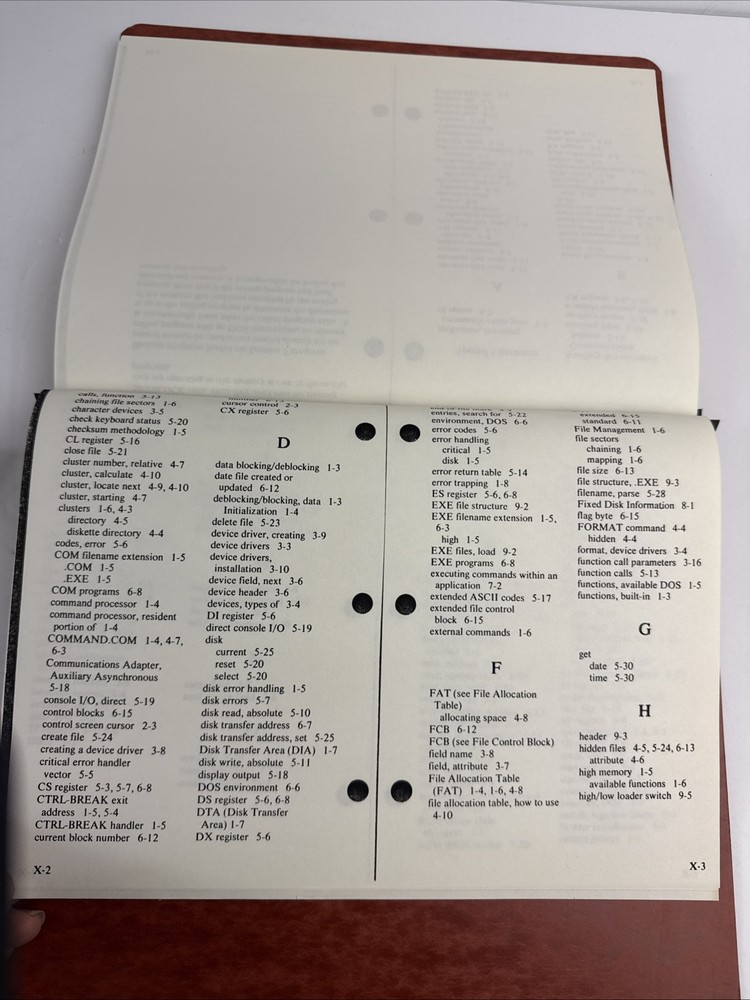 calls, function 5-13
chaining file sectors 1-6
character devices 3-5
check keyboard status 5-20
checksum methodology 1-5
CL register 5-16
close file 5-21
cluster number, relative 4-7
cluster, calculate 4-10
cluster, locate next 4-9, 4-10
cluster, starting 4-7
clusters 1-6, 4-3
directory 4-5
diskette directory 4-4
codes, error 5-6
COM filename extension 1-5
.COM 1-5
.EXE 1-5
COM programs 6-8
command processor 1-4
command processor, resident
portion of 1-4
COMMAND.COM 1-4, 4-7,
6-3
Communications Adapter,
Auxiliary Asynchronous
5-18
console I/O, direct 5-19
control blocks 6-15
control screen cursor 2-3
create file 5-24
creating a device driver 3-8
critical error handler
vector 5-5
CS register 5-3, 5-7, 6-8
CTRL-BREAK exit
address 1-5, 5-4
CTRL-BREAK handler 1-5
current block number 6-12
cursor control 2-3
CX register 5-6
D
data blocking/deblocking 1-3
date file created or
updated 6-12
deblocking/blocking, data 1-3
Initialization 1-4
delete file 5-23
device driver, creating 3-9
device drivers 3-3
device drivers,
installation 3-10
device field, next 3-6
device header 3-6
devices, types of 3-4
DI register 5-6
direct console I/O 5-19
disk
current 5-25
reset 5-20
select 5-20
disk error handling 1-5
disk errors 5-7
disk read, absolute 5-10
disk transfer address 6-7
disk transfer address, set 5-25
Disk Transfer Area (DIA) 1-7
disk write, absolute 5-11
display output 5-18
DOS environment 6-6
DS register 5-6, 6-8
DTA (Disk Transfer
Area) 1-7
DX register 5-6
X-2
entries, search for 5-22
environment, DOS 6-6
error codes 5-6
error handling
critical 1-5
disk 1-5
error return table 5-14
error trapping 1-8
ES register 5-6, 6-8
EXE file structure 9-2
EXE filename extension 1-5,
6-3
high 1-5
EXE files, load 9-2
EXE programs 6-8
executing commands within an
application 7-2
extended ASCII codes 5-17
extended file control
block 6-15
external commands 1-6
F
FAT (see File Allocation
Table)
allocating space 4-8
FCB 6-12
FCB (see File Control Block)
field name 3-8
field, attribute 3-7
File Allocation Table
(FAT) 1-4, 1-6, 4-8
file allocation table, how to use
4-10
extended 6-15
standard 6-11
File Management 1-6
file sectors
chaining 1-6
mapping 1-6
file size 6-13
file structure, .EXE 9-3
filename, parse 5-28
Fixed Disk Information 8-1
flag byte 6-15
FORMAT command 4-4
hidden 4-4
format, device drivers 3-4
function call parameters 3-16
function calls 5-13
functions, available DOS 1-5
functions, built-in 1-3
G
get
date 5-30
time 5-30
H
header 9-3
hidden files 4-5, 5-24, 6-13
attribute 4-6
high memory 1-5
available functions 1-6
high/low loader switch 9-5
X-3